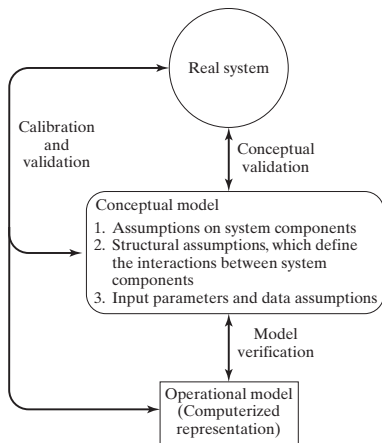 Real system
Calibration
and
validation
Conceptual
validation
Conceptual model
1. Assumptions on system components
2. Structural assumptions, which define
the interactions between system
components
3. Input parameters and data assumptions
Model
verification
Operational model
(Computerized
representation)